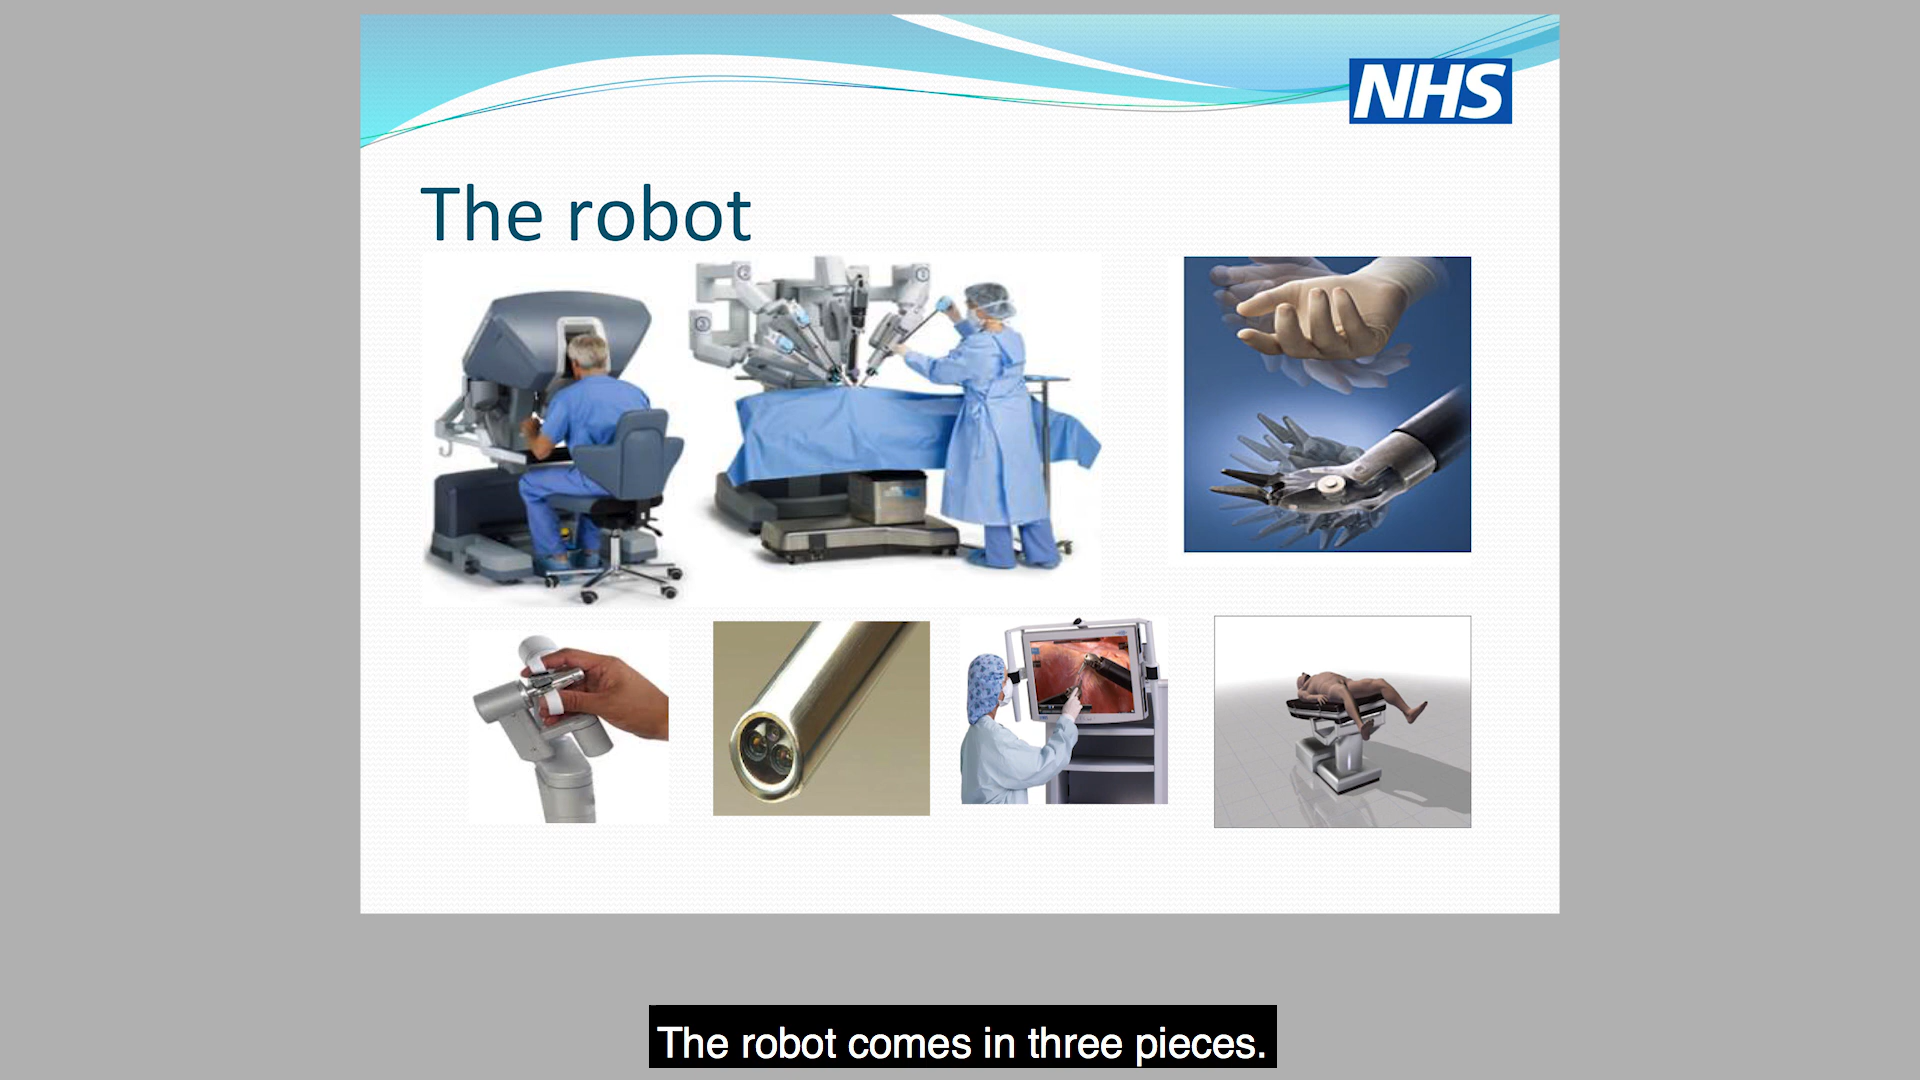 NHS
The robot
The robot comes in three pieces.